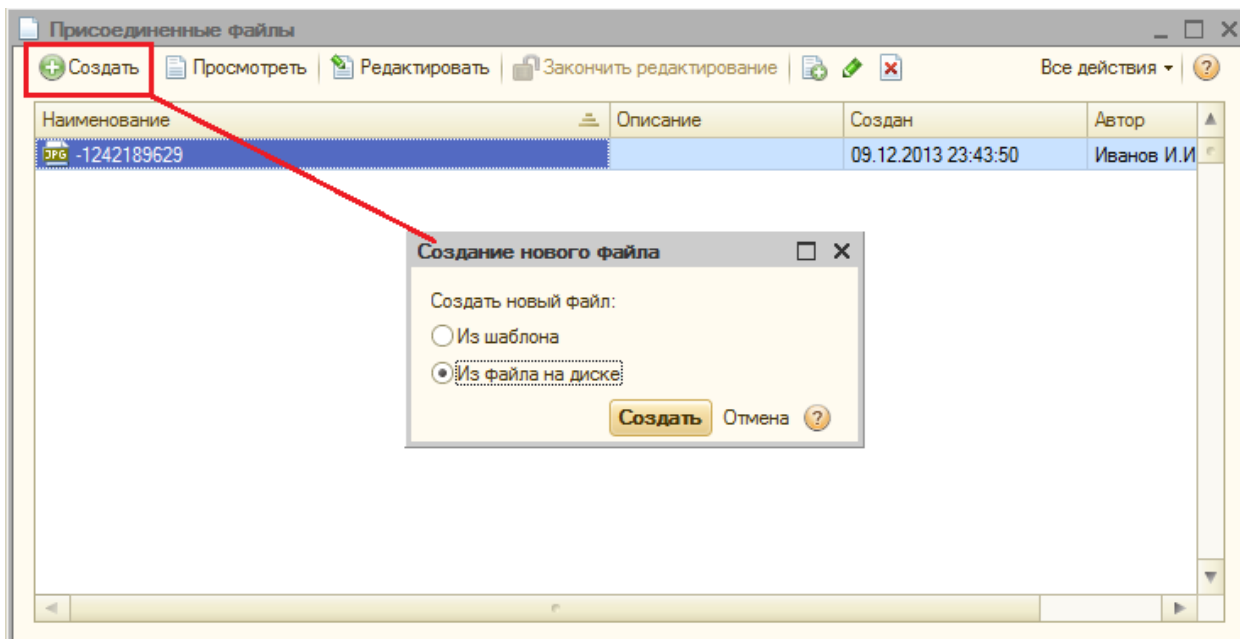 Присоединенные файлы
Создать Просмотреть Редактировать Закончить редактирование Все действия
Наименование Описание Создан Автор
JPG -1242189629 09.12.2013 23:43:50 Иванов И.И
Создание нового файла
Создать новый файл:
Из шаблона
Из файла на диске
Создать Отмена ?